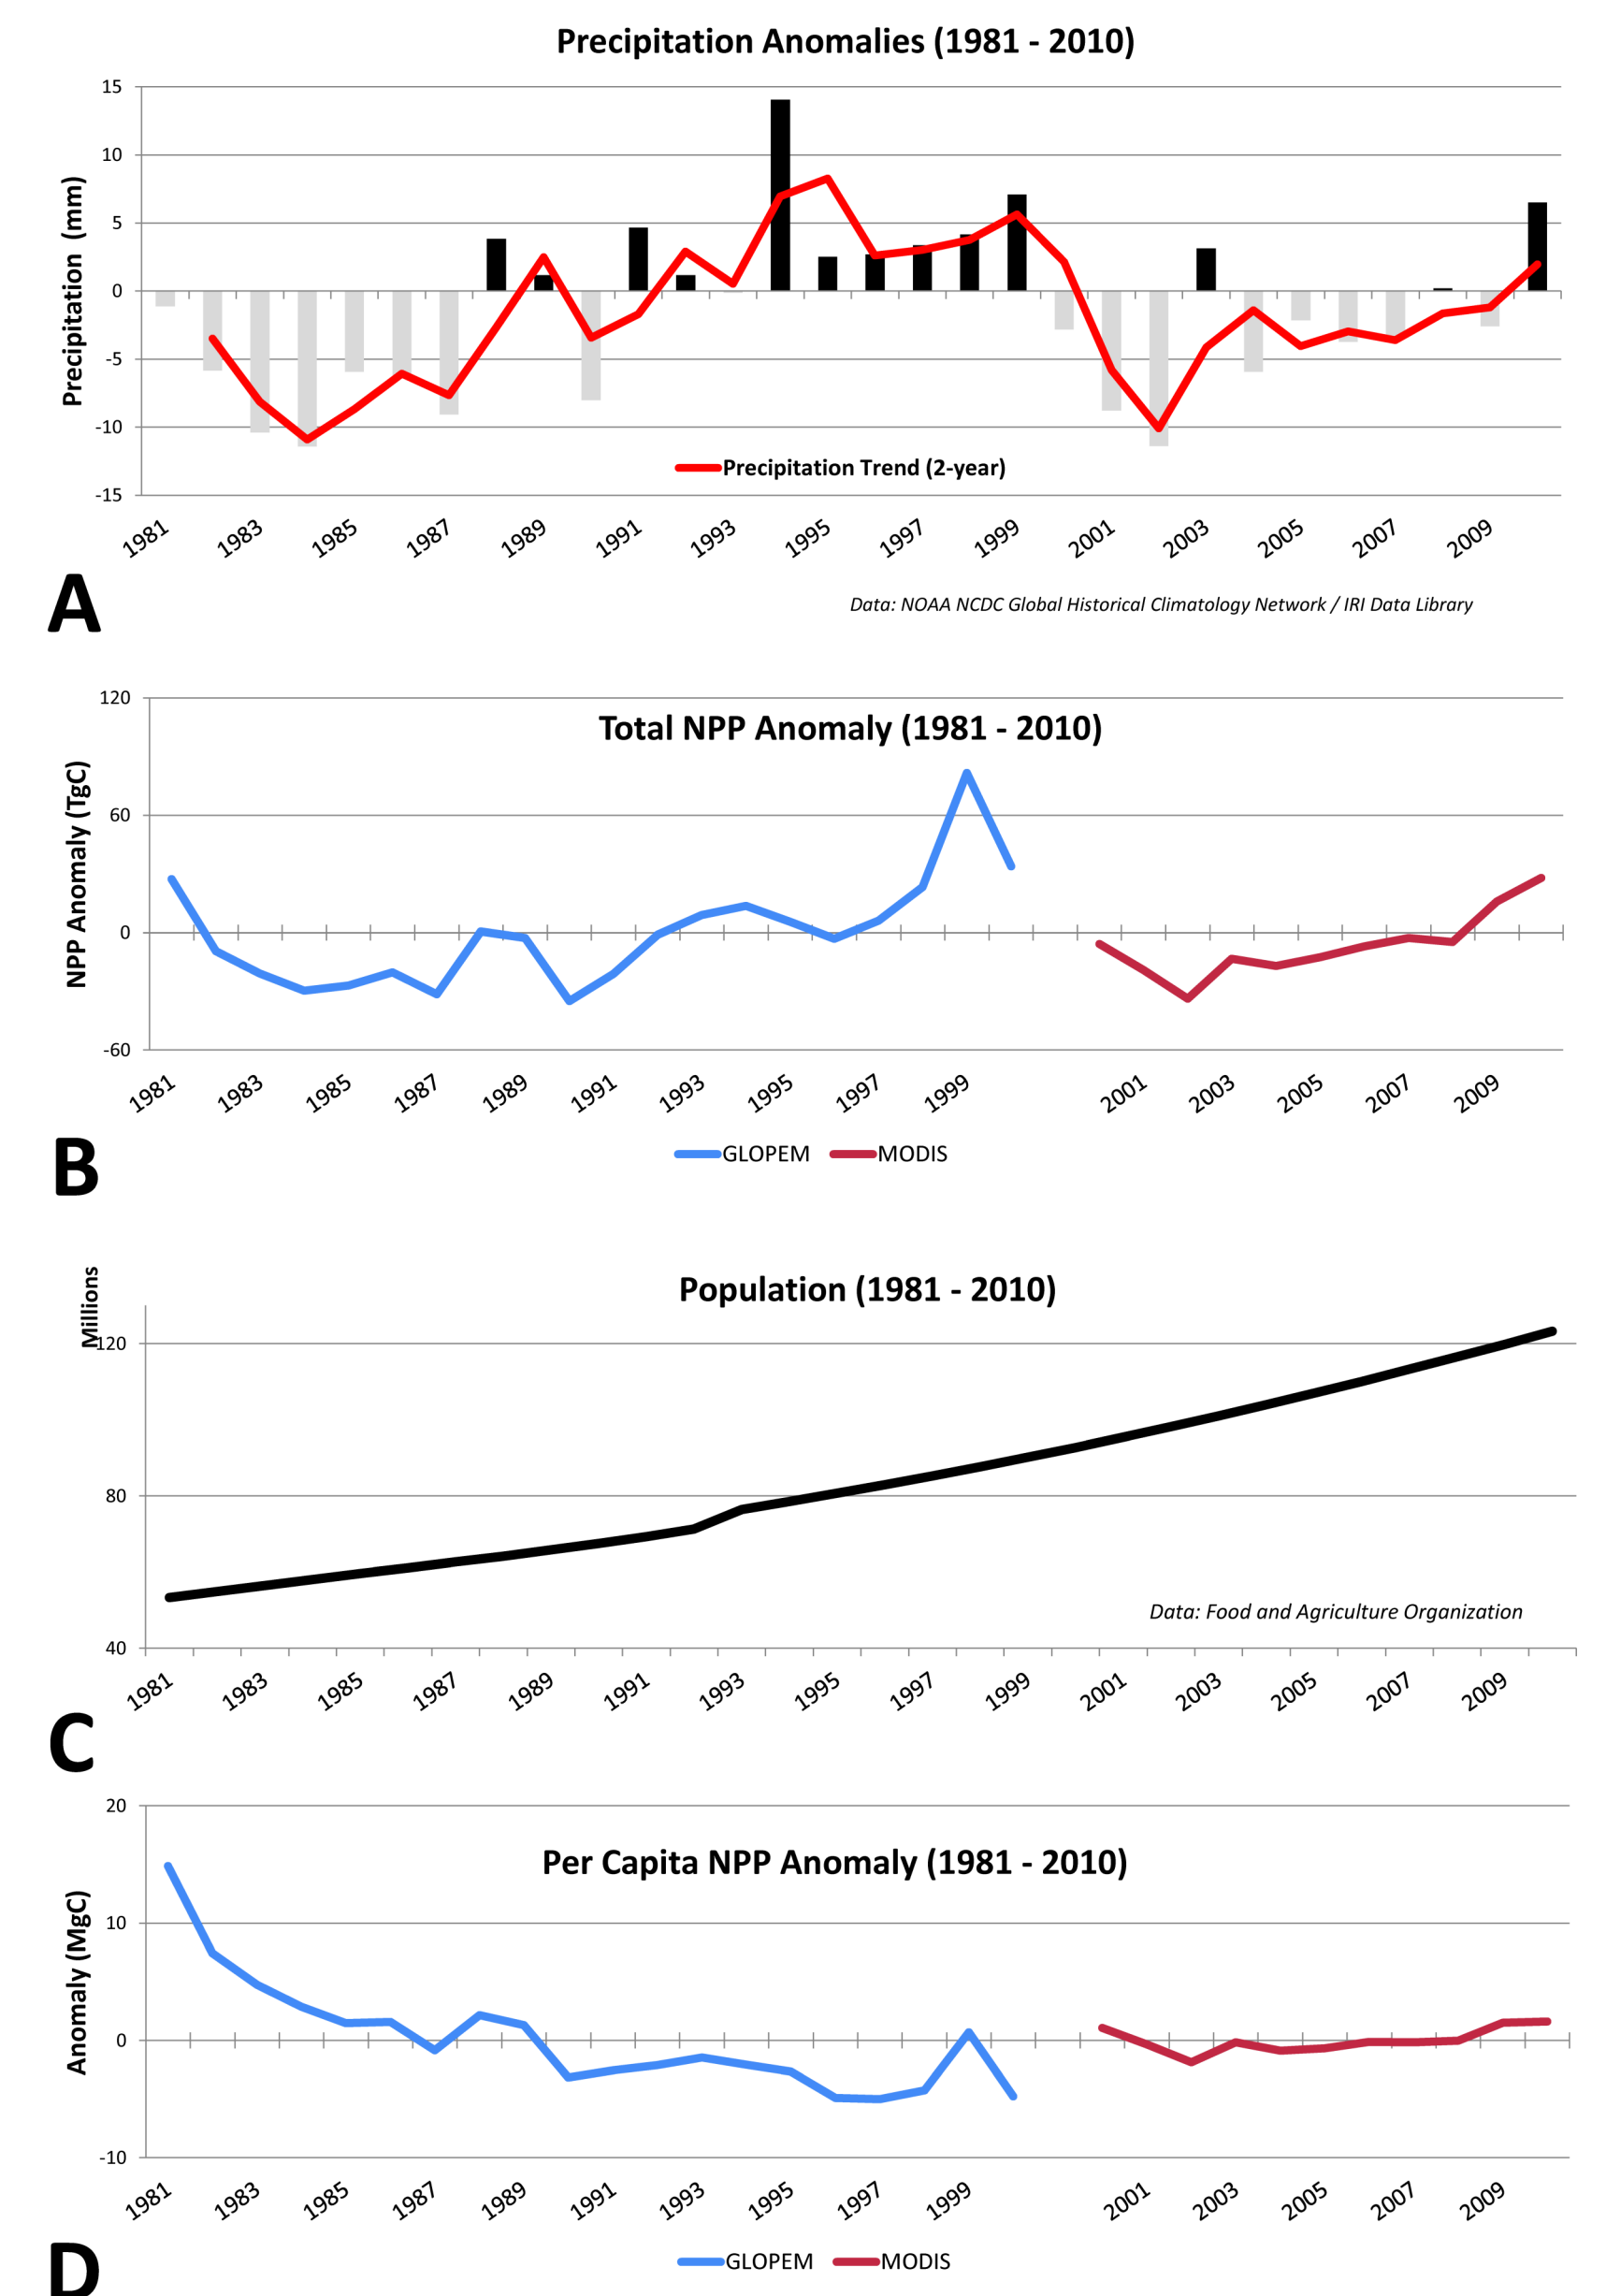 Precipitation Anomalies (1981 - 2010)
Precipitation (mm)
15
10
5
0
-5
-10
-15
Precipitation Trend (2-year)
1981 1983 1985 1987 1989 1991 1993 1995 1997 1999 2001 2003 2005 2007 2009
A
Data: NOAA NCDC Global Historical Climatology Network / IRI Data Library
Total NPP Anomaly (1981 - 2010)
NPP Anomaly (TgC)
120
60
0
-60
1981 1983 1985 1987 1989 1991 1993 1995 1997 1999 2001 2003 2005 2007 2009
B
GLOPEM MODIS
Population (1981 - 2010)
Millions
120
80
40
Data: Food and Agriculture Organization
1981 1983 1985 1987 1989 1991 1993 1995 1997 1999 2001 2003 2005 2007 2009
C
Per Capita NPP Anomaly (1981 - 2010)
Anomaly (MgC)
20
10
0
-10
1981 1983 1985 1987 1989 1991 1993 1995 1997 1999 2001 2003 2005 2007 2009
D
GLOPEM MODIS